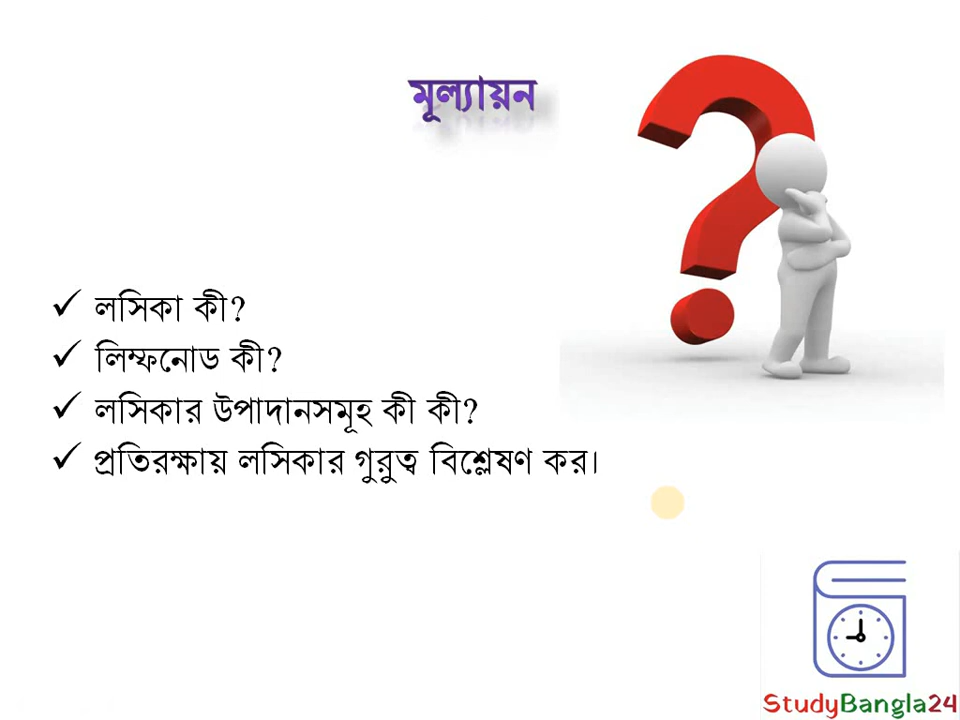 মূল্যায়ন
✓ লসিকা কী?
✓ লিম্ফনোড কী?
✓ লসিকার উপাদানসমূহ কী কী?
✓ প্রতিরক্ষায় লসিকার গুরুত্ব বিশ্লেষণ কর।
StudyBangla24